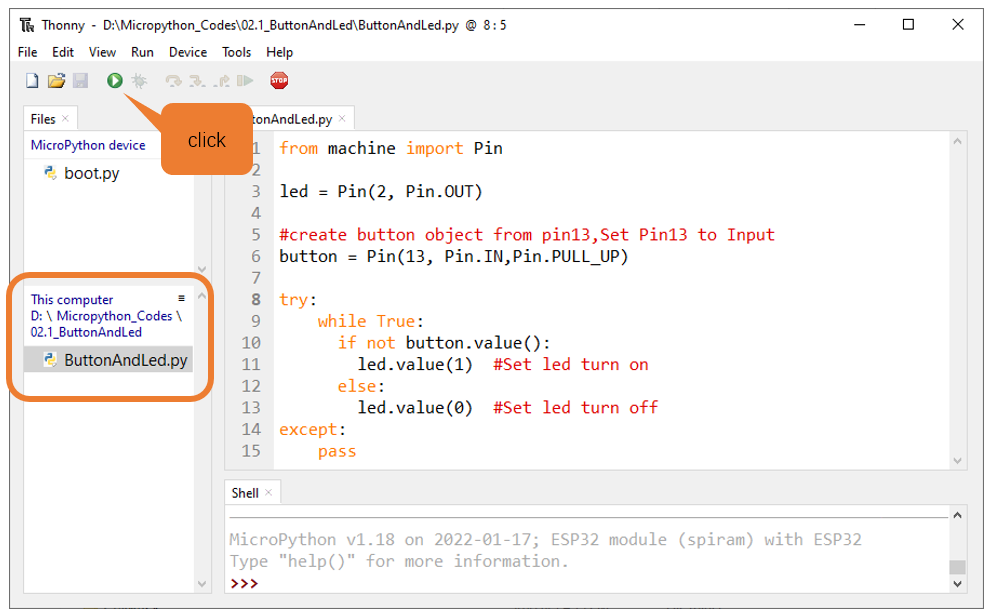 Thonny - D:\Micropython_Codes\02.1_ButtonAndLed\ButtonAndLed.py @ 8:5
File Edit View Run Device Tools Help
STOP
Files ×
MicroPython device
boot.py
click
This computer
D: \ Micropython_Codes \
02.1_ButtonAndLed
ButtonAndLed.py
tonAndLed.py ×
1 from machine import Pin
2
3 led = Pin(2, Pin.OUT)
4
5 #create button object from pin13,Set Pin13 to Input
6 button = Pin(13, Pin.IN,Pin.PULL_UP)
7
8 try:
9     while True:
10       if not button.value():
11         led.value(1)  #Set led turn on
12       else:
13         led.value(0)  #Set led turn off
14 except:
15     pass
Shell ×
MicroPython v1.18 on 2022-01-17; ESP32 module (spiram) with ESP32
Type "help()" for more information.
>>>